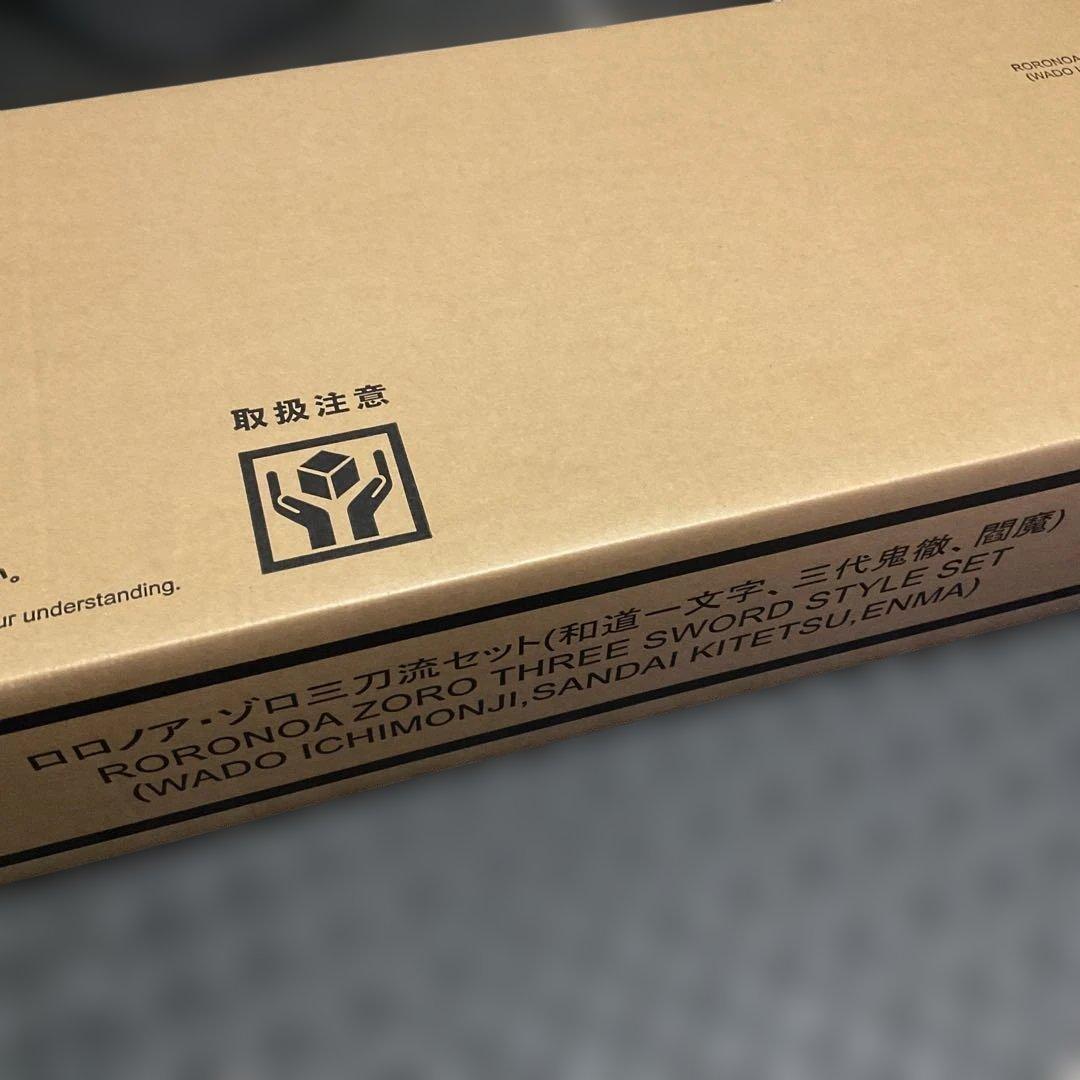 RORONOA
(WADO
取扱注意
understanding.
ロロノア・ゾロ三刀流セット(和道一文字、三代鬼徹、閻魔)
RORONOA ZORO THREE SWORD STYLE SET
(WADO ICHIMONJI,SANDAI KITETSU,ENMA)